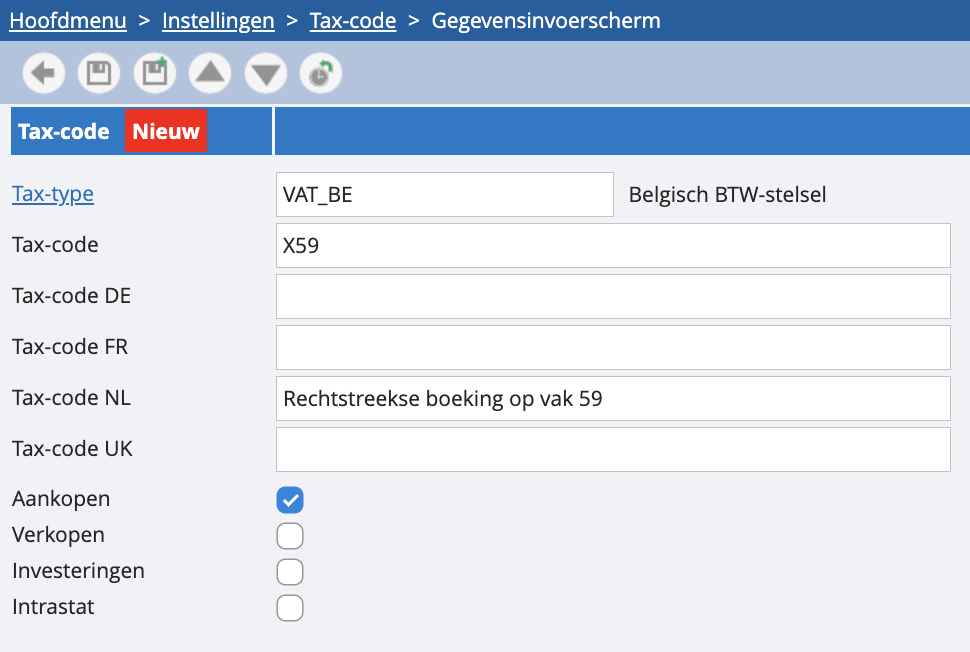 Hoofdmenu > Instellingen > Tax-code > Gegevensinvoerscherm
Tax-code Nieuw
Tax-type VAT_BE Belgisch BTW-stelsel
Tax-code X59
Tax-code DE
Tax-code FR
Tax-code NL Rechtstreekse boeking op vak 59
Tax-code UK
Aankopen
Verkopen
Investeringen
Intrastat